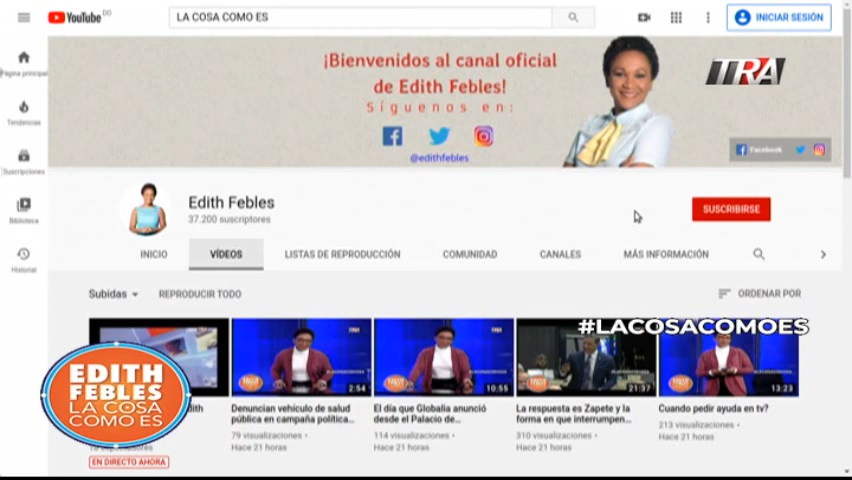 YouTube DO
LA COSA COMO ES
INICIAR SESIÓN
Página principal
Tendencias
Suscripciones
Biblioteca
Historial
¡Bienvenidos al canal oficial
de Edith Febles!
Síguenos en:
@edithfebles
TRA
Facebook
Edith Febles
37.200 suscriptores
SUSCRIBIRSE
INICIO
VÍDEOS
LISTAS DE REPRODUCCIÓN
COMUNIDAD
CANALES
MÁS INFORMACIÓN
Subidas
REPRODUCIR TODO
ORDENAR POR
#LACOSACOMOES
2:54
10:55
21:37
13:23
EDITH
FEBLES
LA COSA
COMO ES
EN DIRECTO AHORA
Denuncian vehículo de salud
pública en campaña política...
79 visualizaciones •
Hace 21 horas
El día que Globalia anunció
desde el Palacio de...
114 visualizaciones •
Hace 21 horas
La respuesta es Zapete y la
forma en que interrumpen...
310 visualizaciones •
Hace 21 horas
Cuando pedir ayuda en tv?
213 visualizaciones •
Hace 21 horas